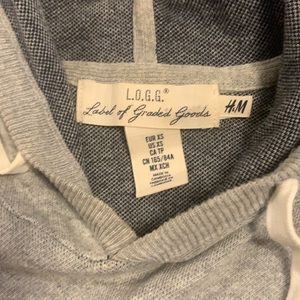 L.O.G.G.®
Label of Graded Goods
H&M
EUR XS
US XS
CA TP
CN 165/84A
MX XCH